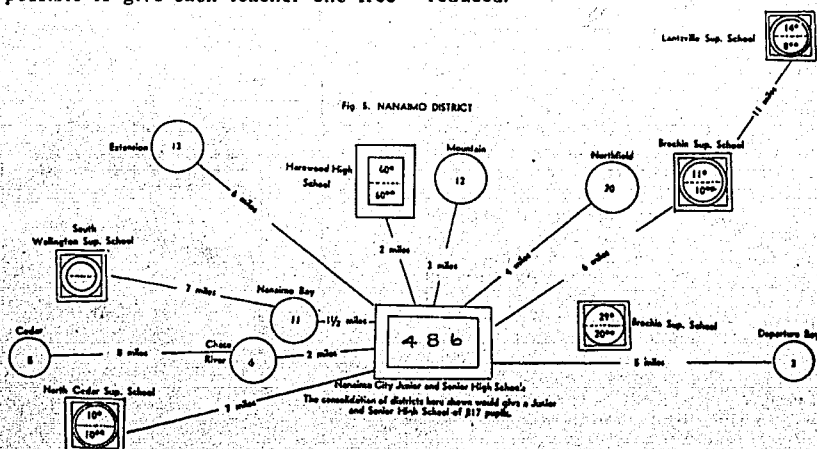 possible to give each teacher one free reduced.
Lantzville Sup. School
14*
8**
11 miles
Fig. 5. NANAIMO DISTRICT
Extension
13
Harewood High
School
60*
60**
Mountain
12
Northfield
20
Brechin Sup. School
11*
10**
6 miles
2 miles
3 miles
4 miles
6 miles
South
Wellington Sup. School
7 miles
Nanaimo Bay
11
1½ miles
486
29*
20**
Brechin Sup. School
Departure Bay
3
5 miles
Cedar
8
8 miles
Chase
River
6
2 miles
Nanaimo City Junior and Senior High Schools
The consolidation of districts here shown would give a Junior
and Senior High School of 817 pupils.
North Cedar Sup. School
10*
10**
7 miles